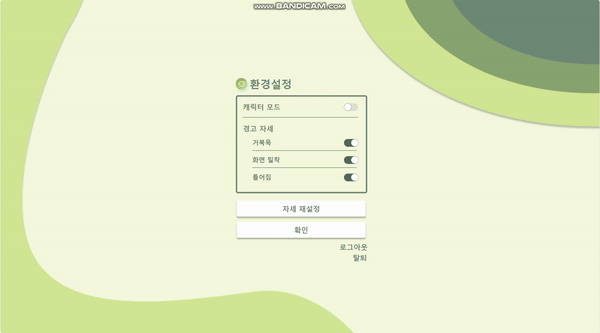 www.BANDICAM.com
환경설정
캐릭터 모드
경고 자세
거북목
화면 밀착
틀어짐
자세 재설정
확인
로그아웃
탈퇴